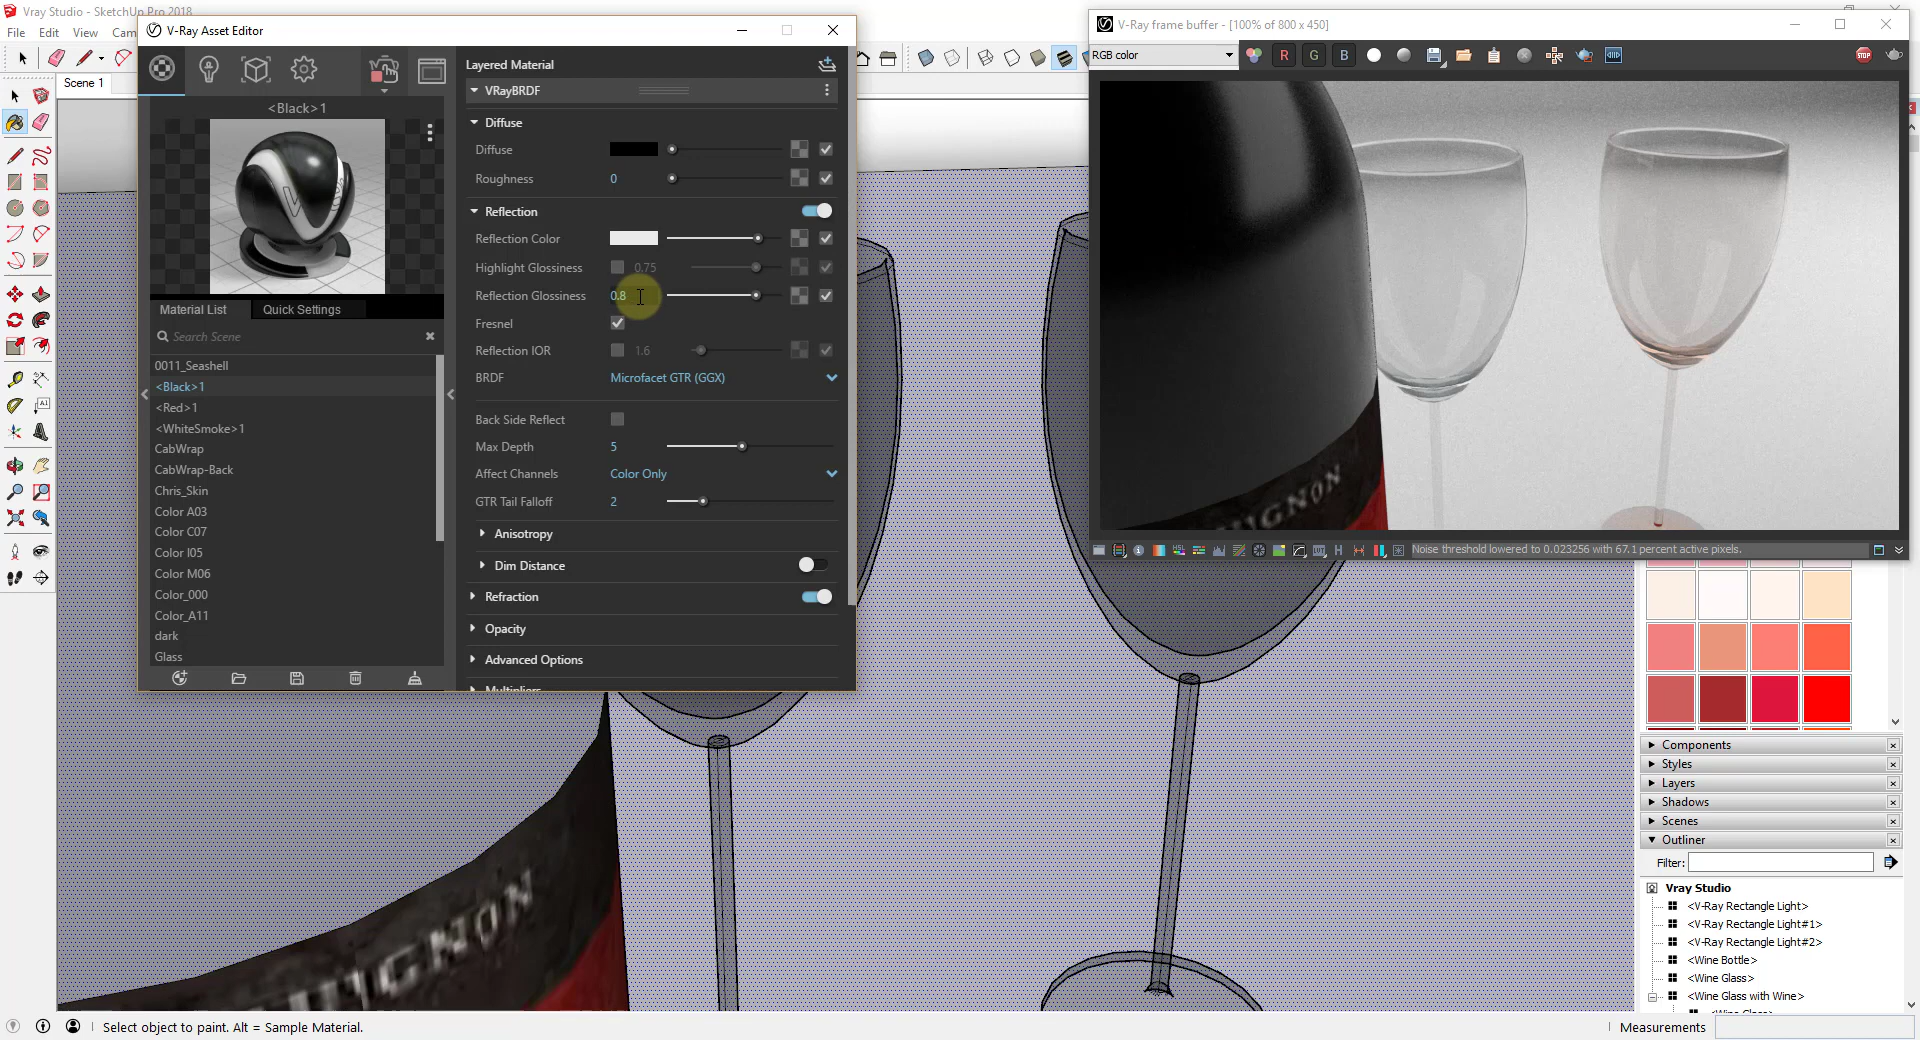 Vray Studio - SketchUp Pro 2018
File Edit View Cam
Scene 1
V-Ray Asset Editor
<Black>1
Material List
Quick Settings
Search Scene
0011_Seashell
<Black>1
<Red>1
<WhiteSmoke>1
CabWrap
CabWrap-Back
Chris_Skin
Color A03
Color C07
Color I05
Color M06
Color_000
Color_A11
dark
Glass
Layered Material
VRayBRDF
Diffuse
Diffuse
Roughness 0
Reflection
Reflection Color
Highlight Glossiness 0.75
Reflection Glossiness 0.8
Fresnel
Reflection IOR 1.6
BRDF Microfacet GTR (GGX)
Back Side Reflect
Max Depth 5
Affect Channels Color Only
GTR Tail Falloff 2
Anisotropy
Dim Distance
Refraction
Opacity
Advanced Options
Multipliers
V-Ray frame buffer - [100% of 800 x 450]
RGB color
R G B
STOP
Noise threshold lowered to 0.023256 with 67.1 percent active pixels.
Components
Styles
Layers
Shadows
Scenes
Outliner
Filter:
Vray Studio
<V-Ray Rectangle Light>
<V-Ray Rectangle Light#1>
<V-Ray Rectangle Light#2>
<Wine Bottle>
<Wine Glass>
<Wine Glass with Wine>
Select object to paint. Alt = Sample Material.
Measurements